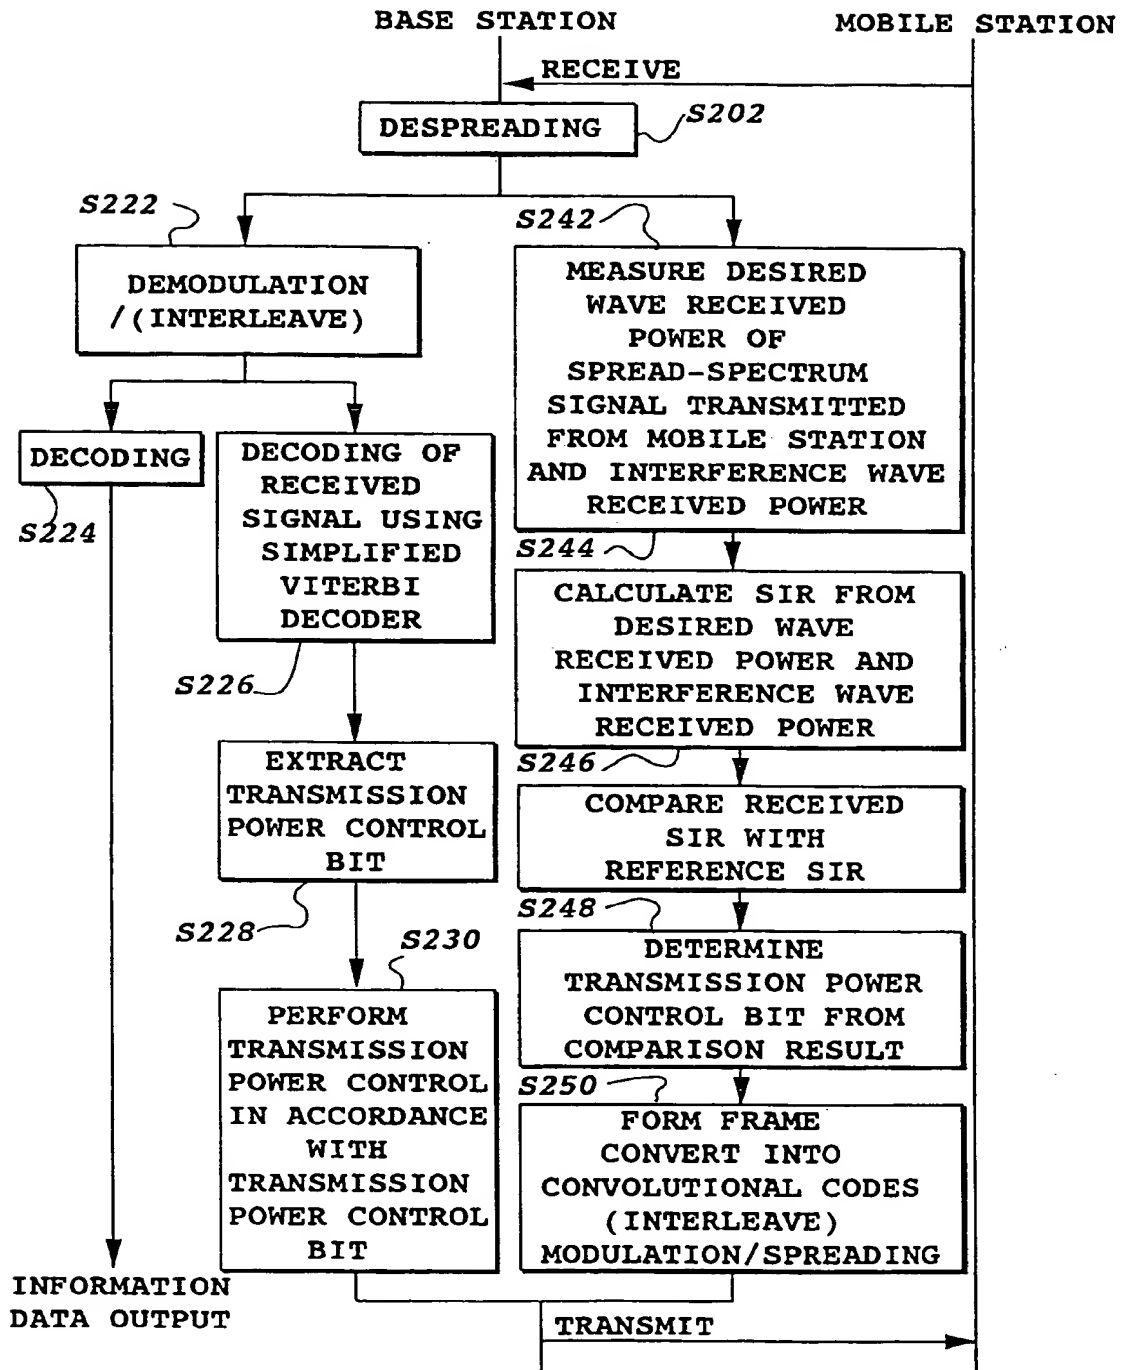 BASE STATION
MOBILE STATION
RECEIVE
DESPREADING
S202
S222
DEMODULATION
/(INTERLEAVE)
DECODING
S224
DECODING OF
RECEIVED
SIGNAL USING
SIMPLIFIED
VITERBI
DECODER
S226
EXTRACT
TRANSMISSION
POWER CONTROL
BIT
S228
S230
PERFORM
TRANSMISSION
POWER CONTROL
IN ACCORDANCE
WITH
TRANSMISSION
POWER CONTROL
BIT
INFORMATION
DATA OUTPUT
S242
MEASURE DESIRED
WAVE RECEIVED
POWER OF
SPREAD-SPECTRUM
SIGNAL TRANSMITTED
FROM MOBILE STATION
AND INTERFERENCE WAVE
RECEIVED POWER
S244
CALCULATE SIR FROM
DESIRED WAVE
RECEIVED POWER AND
INTERFERENCE WAVE
RECEIVED POWER
S246
COMPARE RECEIVED
SIR WITH
REFERENCE SIR
S248
DETERMINE
TRANSMISSION POWER
CONTROL BIT FROM
COMPARISON RESULT
S250
FORM FRAME
CONVERT INTO
CONVOLUTIONAL CODES
(INTERLEAVE)
MODULATION/SPREADING
TRANSMIT